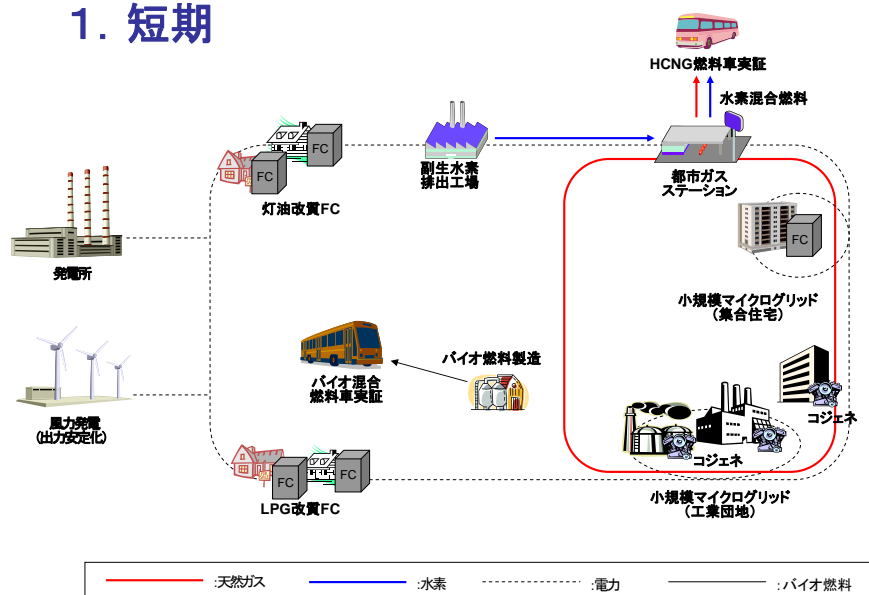 1. 短期
HCNG燃料車実証
水素混合燃料
FC
FC
灯油改質FC
副生水素
排出工場
都市ガス
ステーション
FC
発電所
小規模マイクログリッド
(集合住宅)
バイオ混合
燃料車実証
バイオ燃料製造
風力発電
(出力安定化)
コジェネ
コジェネ
FC
FC
LPG改質FC
小規模マイクログリッド
(工業団地)
:天然ガス :水素 :電力 :バイオ燃料